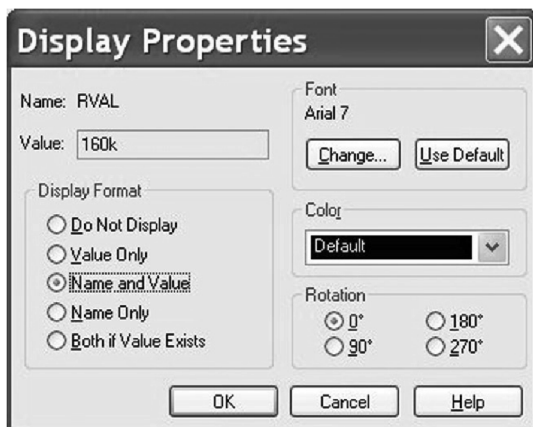 Display Properties
Name: RVAL
Value: 160k
Display Format
Do Not Display
Value Only
Name and Value
Name Only
Both if Value Exists
Font
Arial 7
Change...
Use Default
Color
Default
Rotation
0°
180°
90°
270°
OK
Cancel
Help